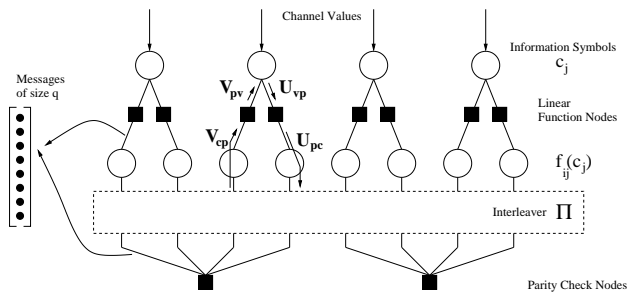 Channel Values
Information Symbols
c_j
Messages
of size q
V_pv
U_vp
Linear
Function Nodes
V_cp
U_pc
f_ij(c_j)
Interleaver Π
Parity Check Nodes